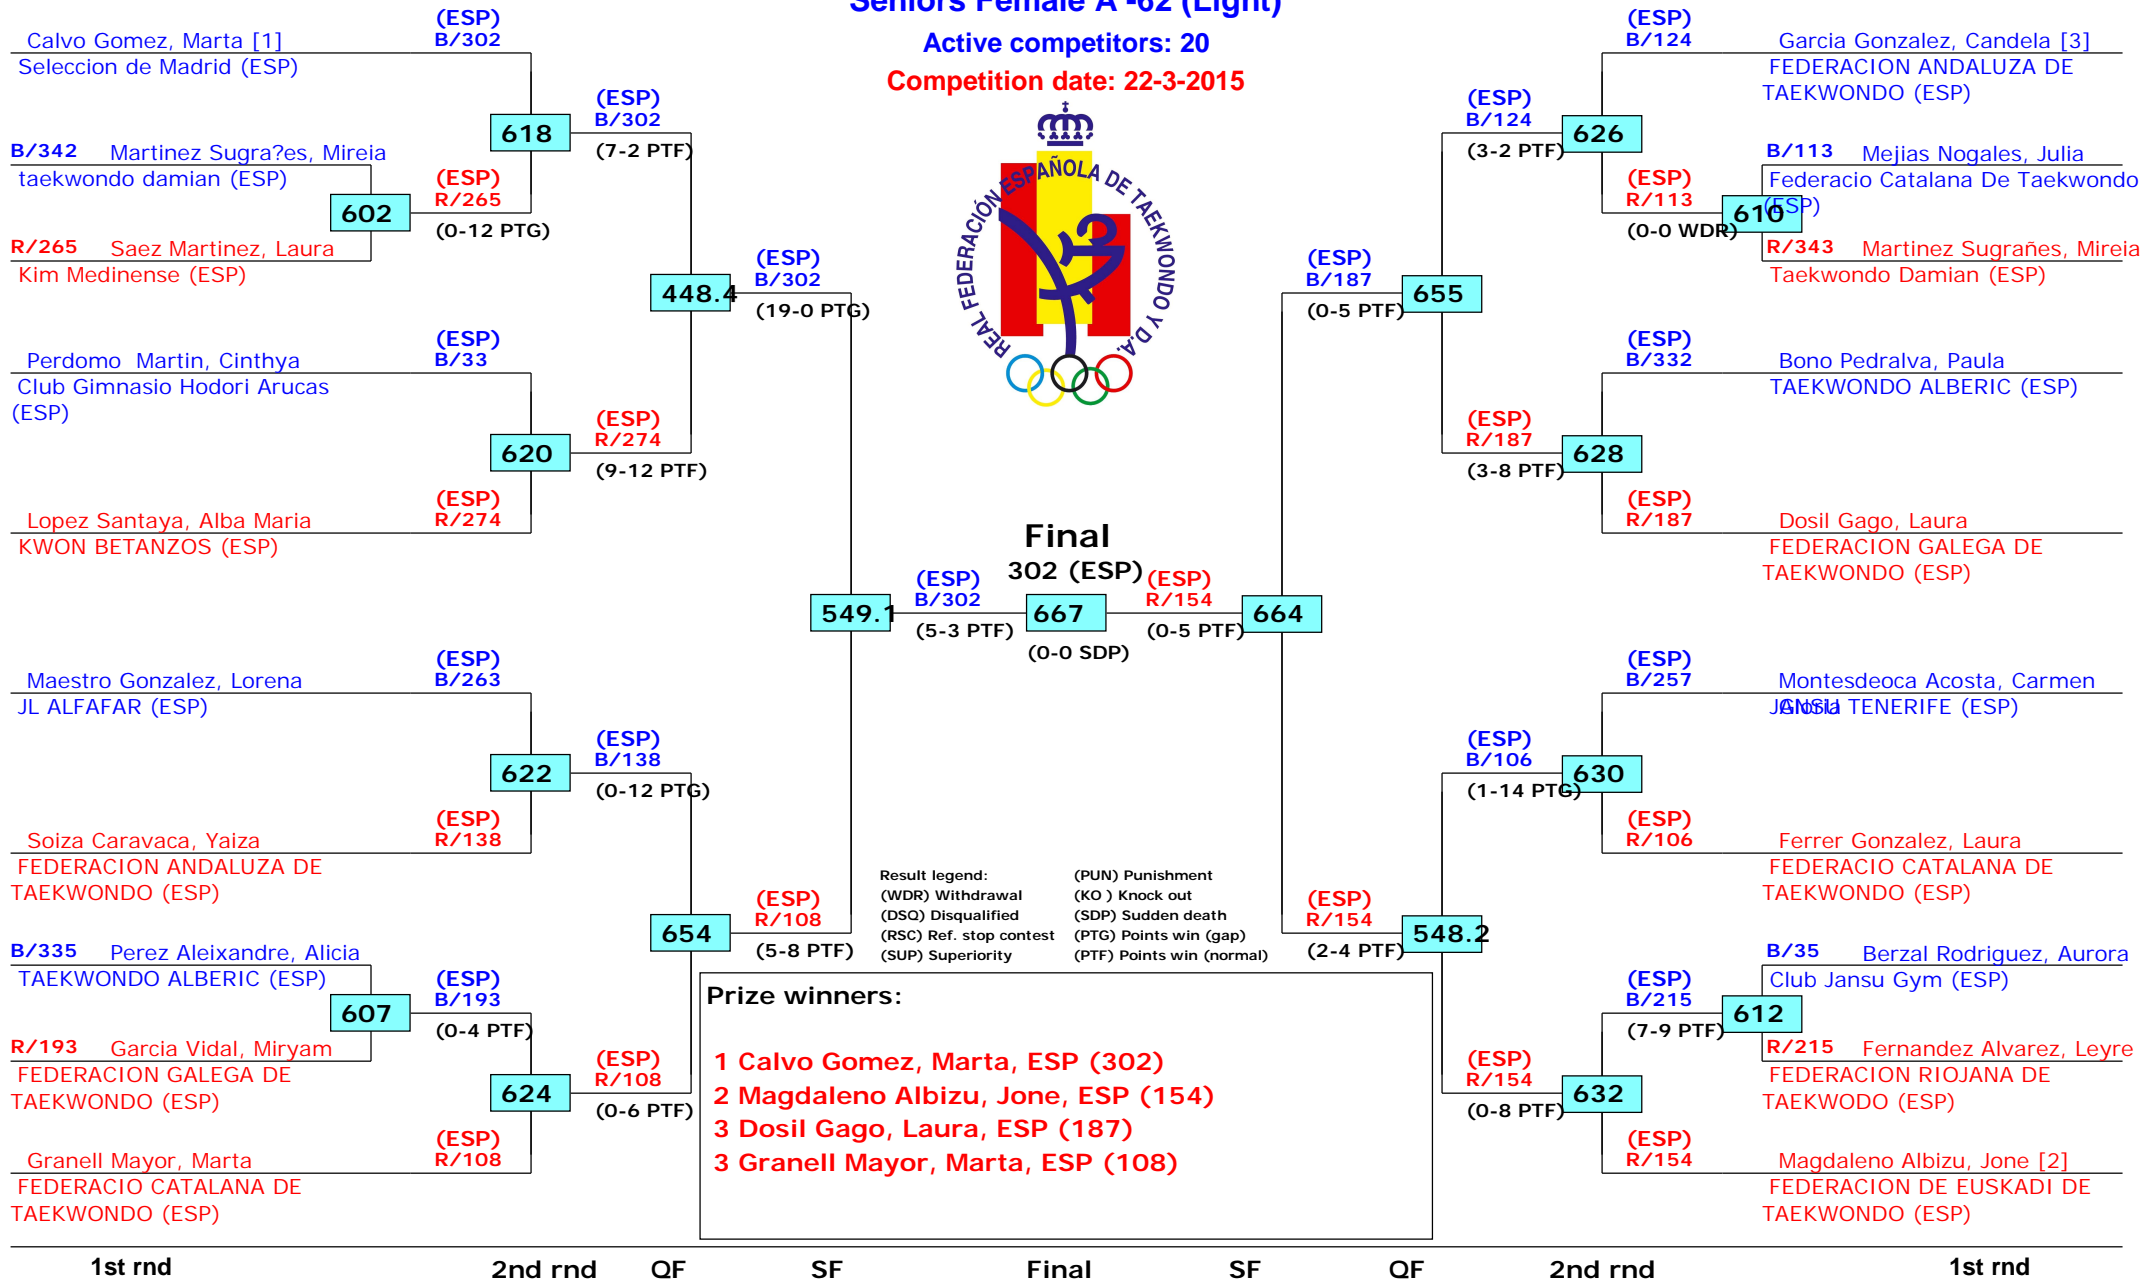 Seniors Female A -62 (Light)
Active competitors: 20
Competition date: 22-3-2015
REAL FEDERACIÓN ESPAÑOLA DE TAEKWONDO Y D.A.
Calvo Gomez, Marta [1]
Seleccion de Madrid (ESP)
(ESP)
B/302
B/342 Martinez Sugra?es, Mireia
taekwondo damian (ESP)
602
R/265 Saez Martinez, Laura
Kim Medinense (ESP)
(ESP)
R/265
(0-12 PTG)
618
(ESP)
B/302
(7-2 PTF)
Perdomo  Martin, Cinthya
Club Gimnasio Hodori Arucas
(ESP)
(ESP)
B/33
620
Lopez Santaya, Alba Maria
KWON BETANZOS (ESP)
(ESP)
R/274
(ESP)
R/274
(9-12 PTF)
448.4
(ESP)
B/302
(19-0 PTG)
Maestro Gonzalez, Lorena
JL ALFAFAR (ESP)
(ESP)
B/263
622
Soiza Caravaca, Yaiza
FEDERACION ANDALUZA DE
TAEKWONDO (ESP)
(ESP)
R/138
(ESP)
B/138
(0-12 PTG)
B/335 Perez Aleixandre, Alicia
TAEKWONDO ALBERIC (ESP)
607
R/193 Garcia Vidal, Miryam
FEDERACION GALEGA DE
TAEKWONDO (ESP)
(ESP)
B/193
(0-4 PTF)
624
Granell Mayor, Marta
FEDERACIO CATALANA DE
TAEKWONDO (ESP)
(ESP)
R/108
(ESP)
R/108
(0-6 PTF)
654
(ESP)
R/108
(5-8 PTF)
549.1
(ESP)
B/302
(5-3 PTF)
Final
302 (ESP)
667
(0-0 SDP)
(ESP)
R/154
(0-5 PTF)
664
(ESP)
B/187
(0-5 PTF)
655
(ESP)
B/124
(3-2 PTF)
626
(ESP)
B/124
Garcia Gonzalez, Candela [3]
FEDERACION ANDALUZA DE
TAEKWONDO (ESP)
(ESP)
R/113
(0-0 WDR)
B/113 Mejias Nogales, Julia
Federacio Catalana De Taekwondo
(ESP)
610
R/343 Martinez Sugrañes, Mireia
Taekwondo Damian (ESP)
(ESP)
R/187
(3-8 PTF)
628
(ESP)
B/332
Bono Pedralva, Paula
TAEKWONDO ALBERIC (ESP)
(ESP)
R/187
Dosil Gago, Laura
FEDERACION GALEGA DE
TAEKWONDO (ESP)
(ESP)
R/154
(2-4 PTF)
548.2
(ESP)
B/106
(1-14 PTG)
630
(ESP)
B/257
Montesdeoca Acosta, Carmen
Gloria
JANSU TENERIFE (ESP)
(ESP)
R/106
Ferrer Gonzalez, Laura
FEDERACIO CATALANA DE
TAEKWONDO (ESP)
(ESP)
R/154
(0-8 PTF)
632
(ESP)
B/215
(7-9 PTF)
B/35 Berzal Rodriguez, Aurora
Club Jansu Gym (ESP)
612
R/215 Fernandez Alvarez, Leyre
FEDERACION RIOJANA DE
TAEKWODO (ESP)
(ESP)
R/154
Magdaleno Albizu, Jone [2]
FEDERACION DE EUSKADI DE
TAEKWONDO (ESP)
Result legend:
(WDR) Withdrawal
(DSQ) Disqualified
(RSC) Ref. stop contest
(SUP) Superiority
(PUN) Punishment
(KO ) Knock out
(SDP) Sudden death
(PTG) Points win (gap)
(PTF) Points win (normal)
Prize winners:
1 Calvo Gomez, Marta, ESP (302)
2 Magdaleno Albizu, Jone, ESP (154)
3 Dosil Gago, Laura, ESP (187)
3 Granell Mayor, Marta, ESP (108)
1st rnd 2nd rnd QF SF Final SF QF 2nd rnd 1st rnd